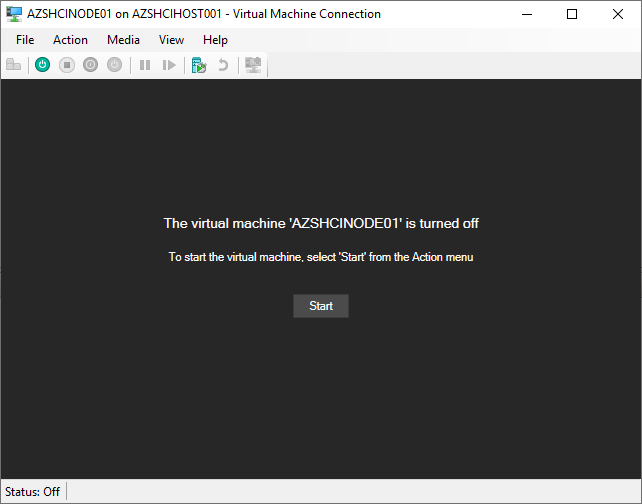 AZSHCINODE01 on AZSHCIHOST001 - Virtual Machine Connection
File Action Media View Help
The virtual machine 'AZSHCINODE01' is turned off
To start the virtual machine, select 'Start' from the Action menu
Start
Status: Off